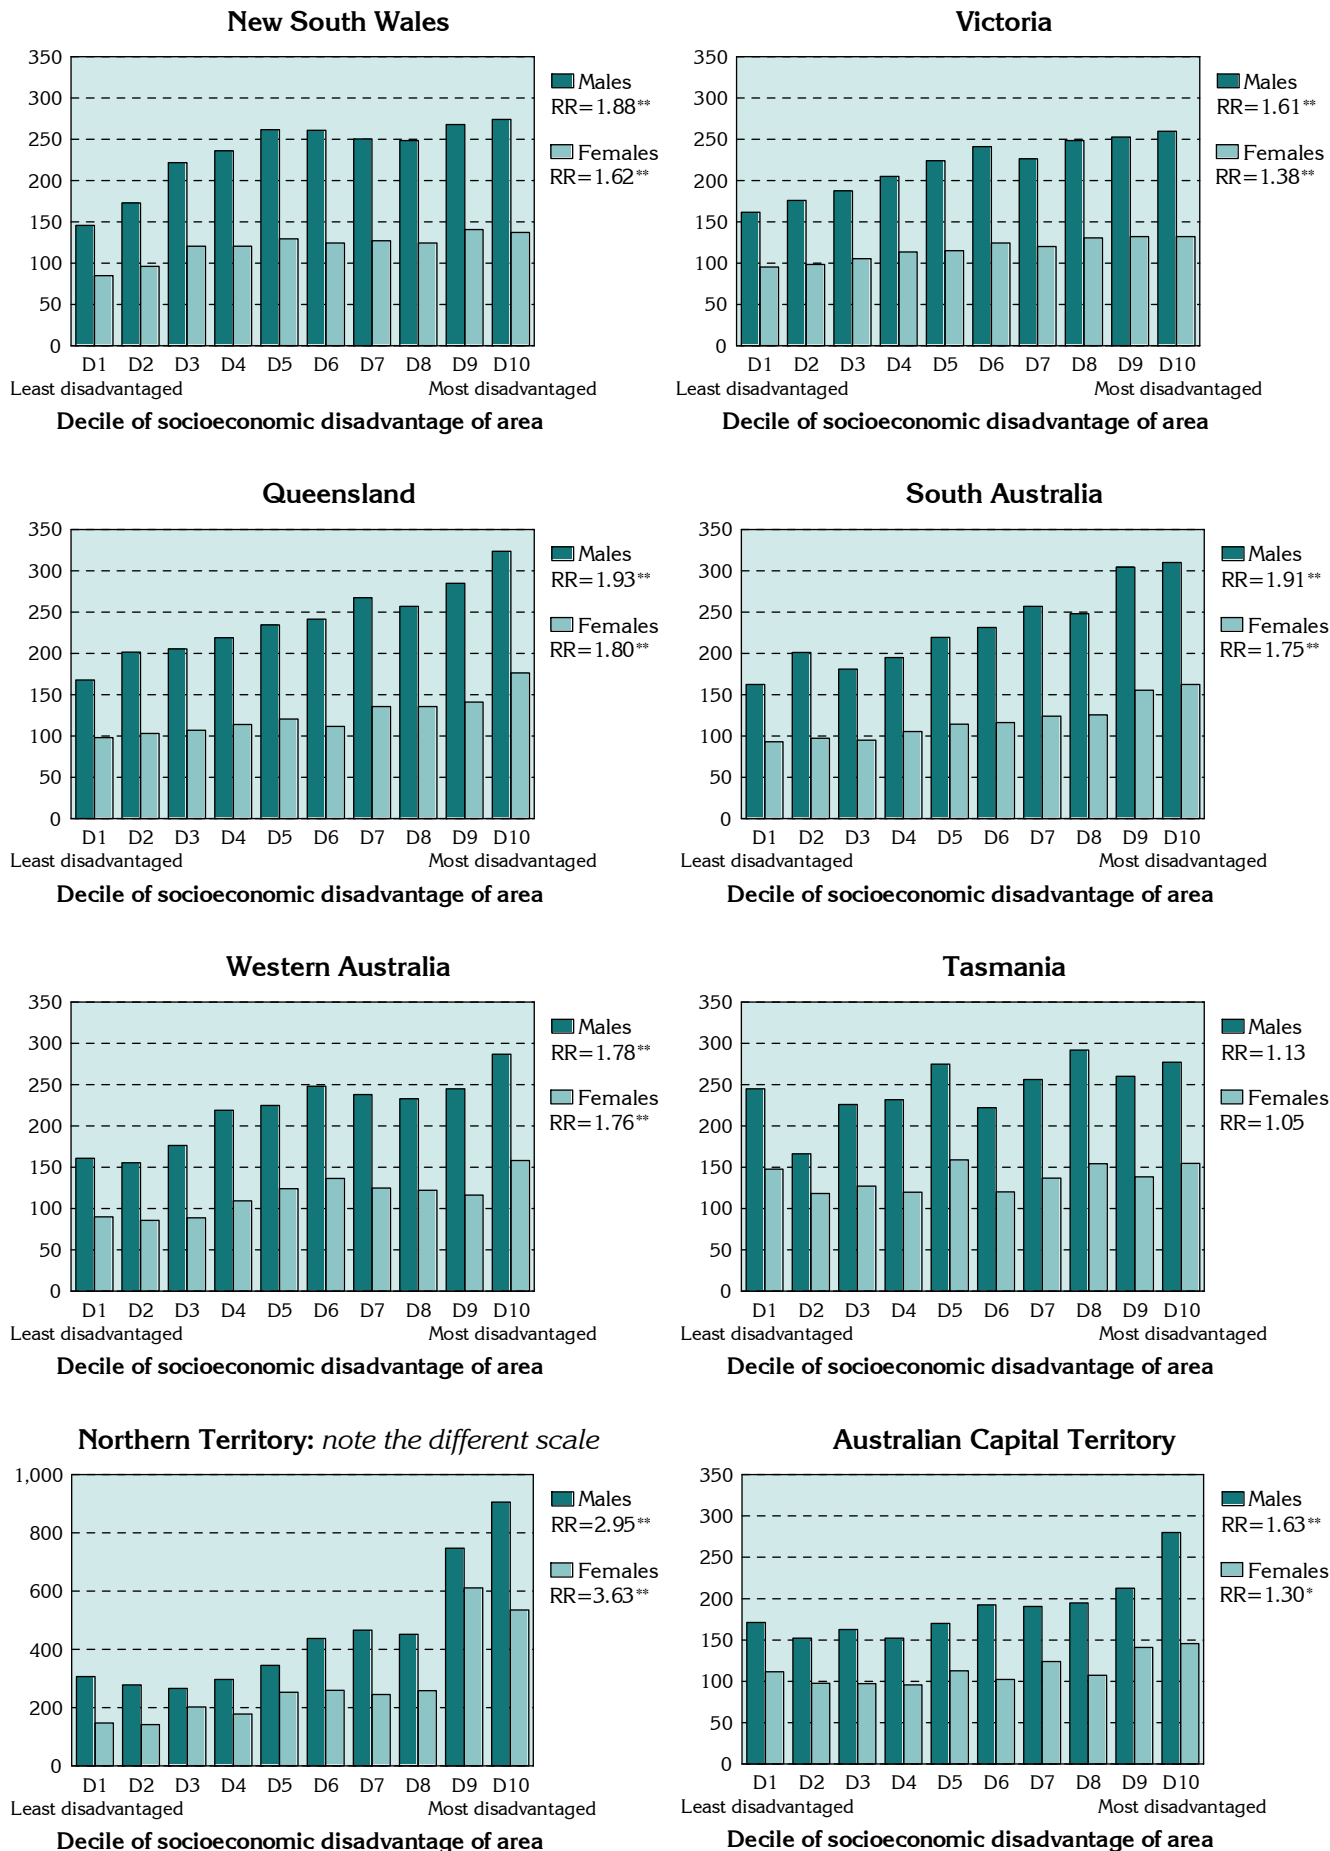 New South Wales
350
300
250
200
150
100
50
0
D1 D2 D3 D4 D5 D6 D7 D8 D9 D10
Least disadvantaged Most disadvantaged
Decile of socioeconomic disadvantage of area
Males
RR=1.88**
Females
RR=1.62**
Victoria
350
300
250
200
150
100
50
0
D1 D2 D3 D4 D5 D6 D7 D8 D9 D10
Least disadvantaged Most disadvantaged
Decile of socioeconomic disadvantage of area
Males
RR=1.61**
Females
RR=1.38**
Queensland
350
300
250
200
150
100
50
0
D1 D2 D3 D4 D5 D6 D7 D8 D9 D10
Least disadvantaged Most disadvantaged
Decile of socioeconomic disadvantage of area
Males
RR=1.93**
Females
RR=1.80**
South Australia
350
300
250
200
150
100
50
0
D1 D2 D3 D4 D5 D6 D7 D8 D9 D10
Least disadvantaged Most disadvantaged
Decile of socioeconomic disadvantage of area
Males
RR=1.91**
Females
RR=1.75**
Western Australia
350
300
250
200
150
100
50
0
D1 D2 D3 D4 D5 D6 D7 D8 D9 D10
Least disadvantaged Most disadvantaged
Decile of socioeconomic disadvantage of area
Males
RR=1.78**
Females
RR=1.76**
Tasmania
350
300
250
200
150
100
50
0
D1 D2 D3 D4 D5 D6 D7 D8 D9 D10
Least disadvantaged Most disadvantaged
Decile of socioeconomic disadvantage of area
Males
RR=1.13
Females
RR=1.05
Northern Territory: note the different scale
1,000
800
600
400
200
0
D1 D2 D3 D4 D5 D6 D7 D8 D9 D10
Least disadvantaged Most disadvantaged
Decile of socioeconomic disadvantage of area
Males
RR=2.95**
Females
RR=3.63**
Australian Capital Territory
350
300
250
200
150
100
50
0
D1 D2 D3 D4 D5 D6 D7 D8 D9 D10
Least disadvantaged Most disadvantaged
Decile of socioeconomic disadvantage of area
Males
RR=1.63**
Females
RR=1.30*